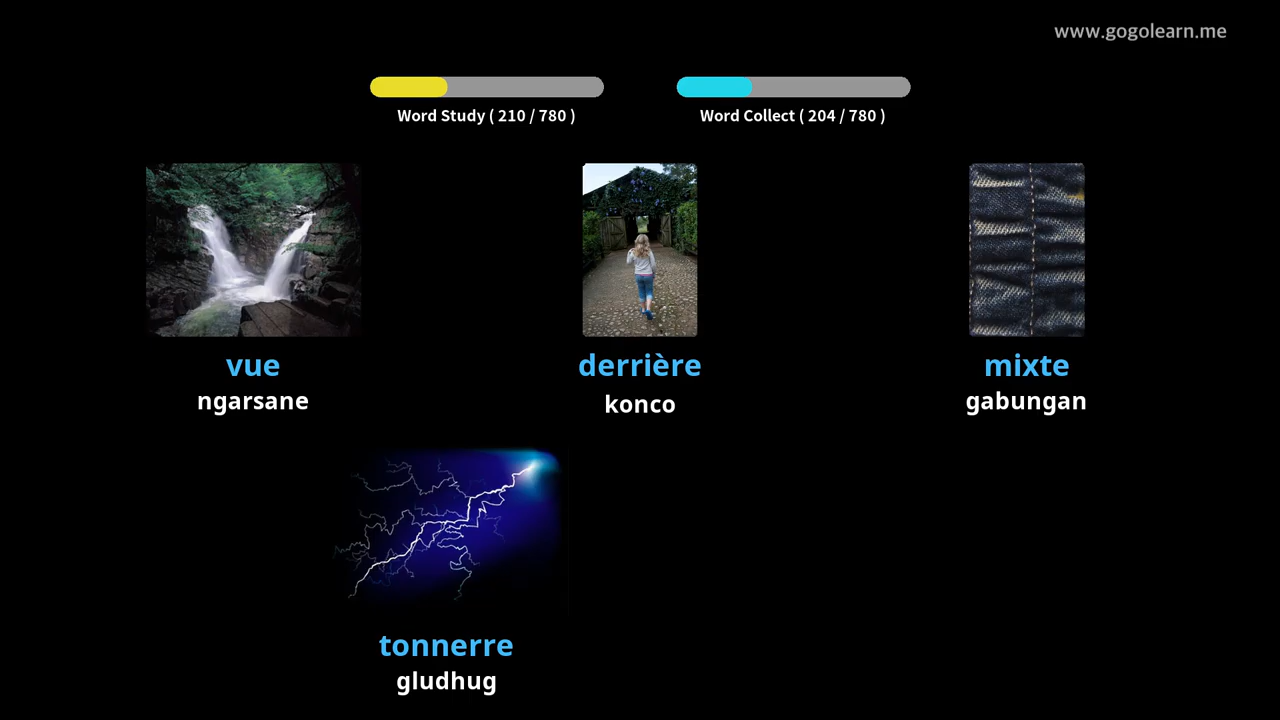 www.gogolearn.me
Word Study ( 210 / 780 )
Word Collect ( 204 / 780 )
vue
ngarsane
derrière
konco
mixte
gabungan
tonnerre
gludhug